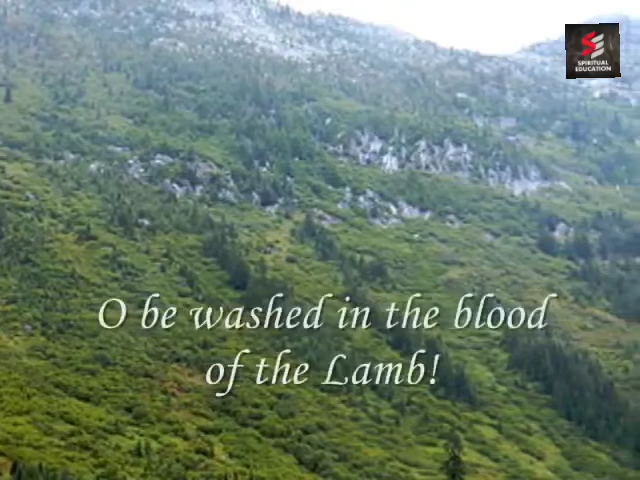 SPIRITUAL
EDUCATION
O be washed in the blood
of the Lamb!